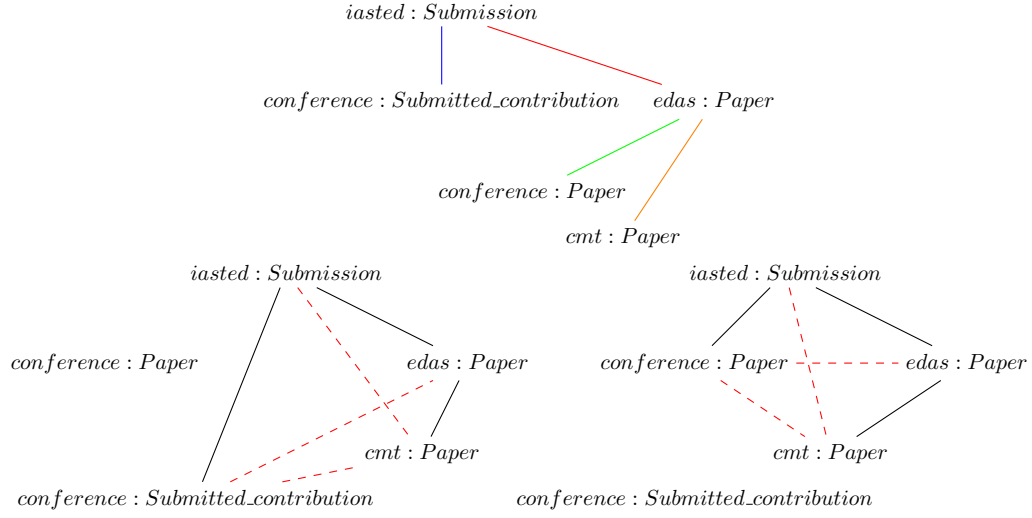 iasted : Submission
conference : Submitted_contribution edas : Paper
conference : Paper
cmt : Paper
iasted : Submission iasted : Submission
conference : Paper edas : Paper conference : Paper edas : Paper
cmt : Paper cmt : Paper
conference : Submitted_contribution conference : Submitted_contribution